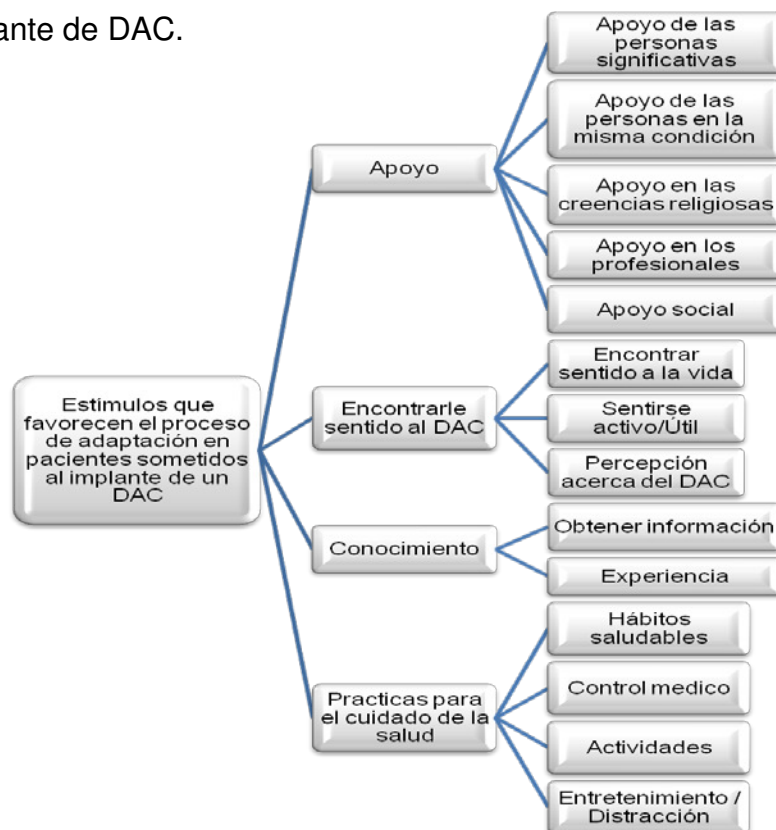 ante de DAC.
Apoyo de las
personas
significativas
Apoyo de las
personas en la
misma condición
Apoyo
Apoyo en las
creencias religiosas
Apoyo en los
profesionales
Apoyo social
Estimulos que
favorecen el proceso
de adaptación en
pacientes sometidos
al implante de un
DAC
Encontrarle
sentido al DAC
Encontrar
sentido a la vida
Sentirse
activo/Útil
Percepción
acerca del DAC
Conocimiento
Obtener información
Experiencia
Practicas para
el cuidado de la
salud
Hábitos
saludables
Control medico
Actividades
Entretenimiento /
Distracción